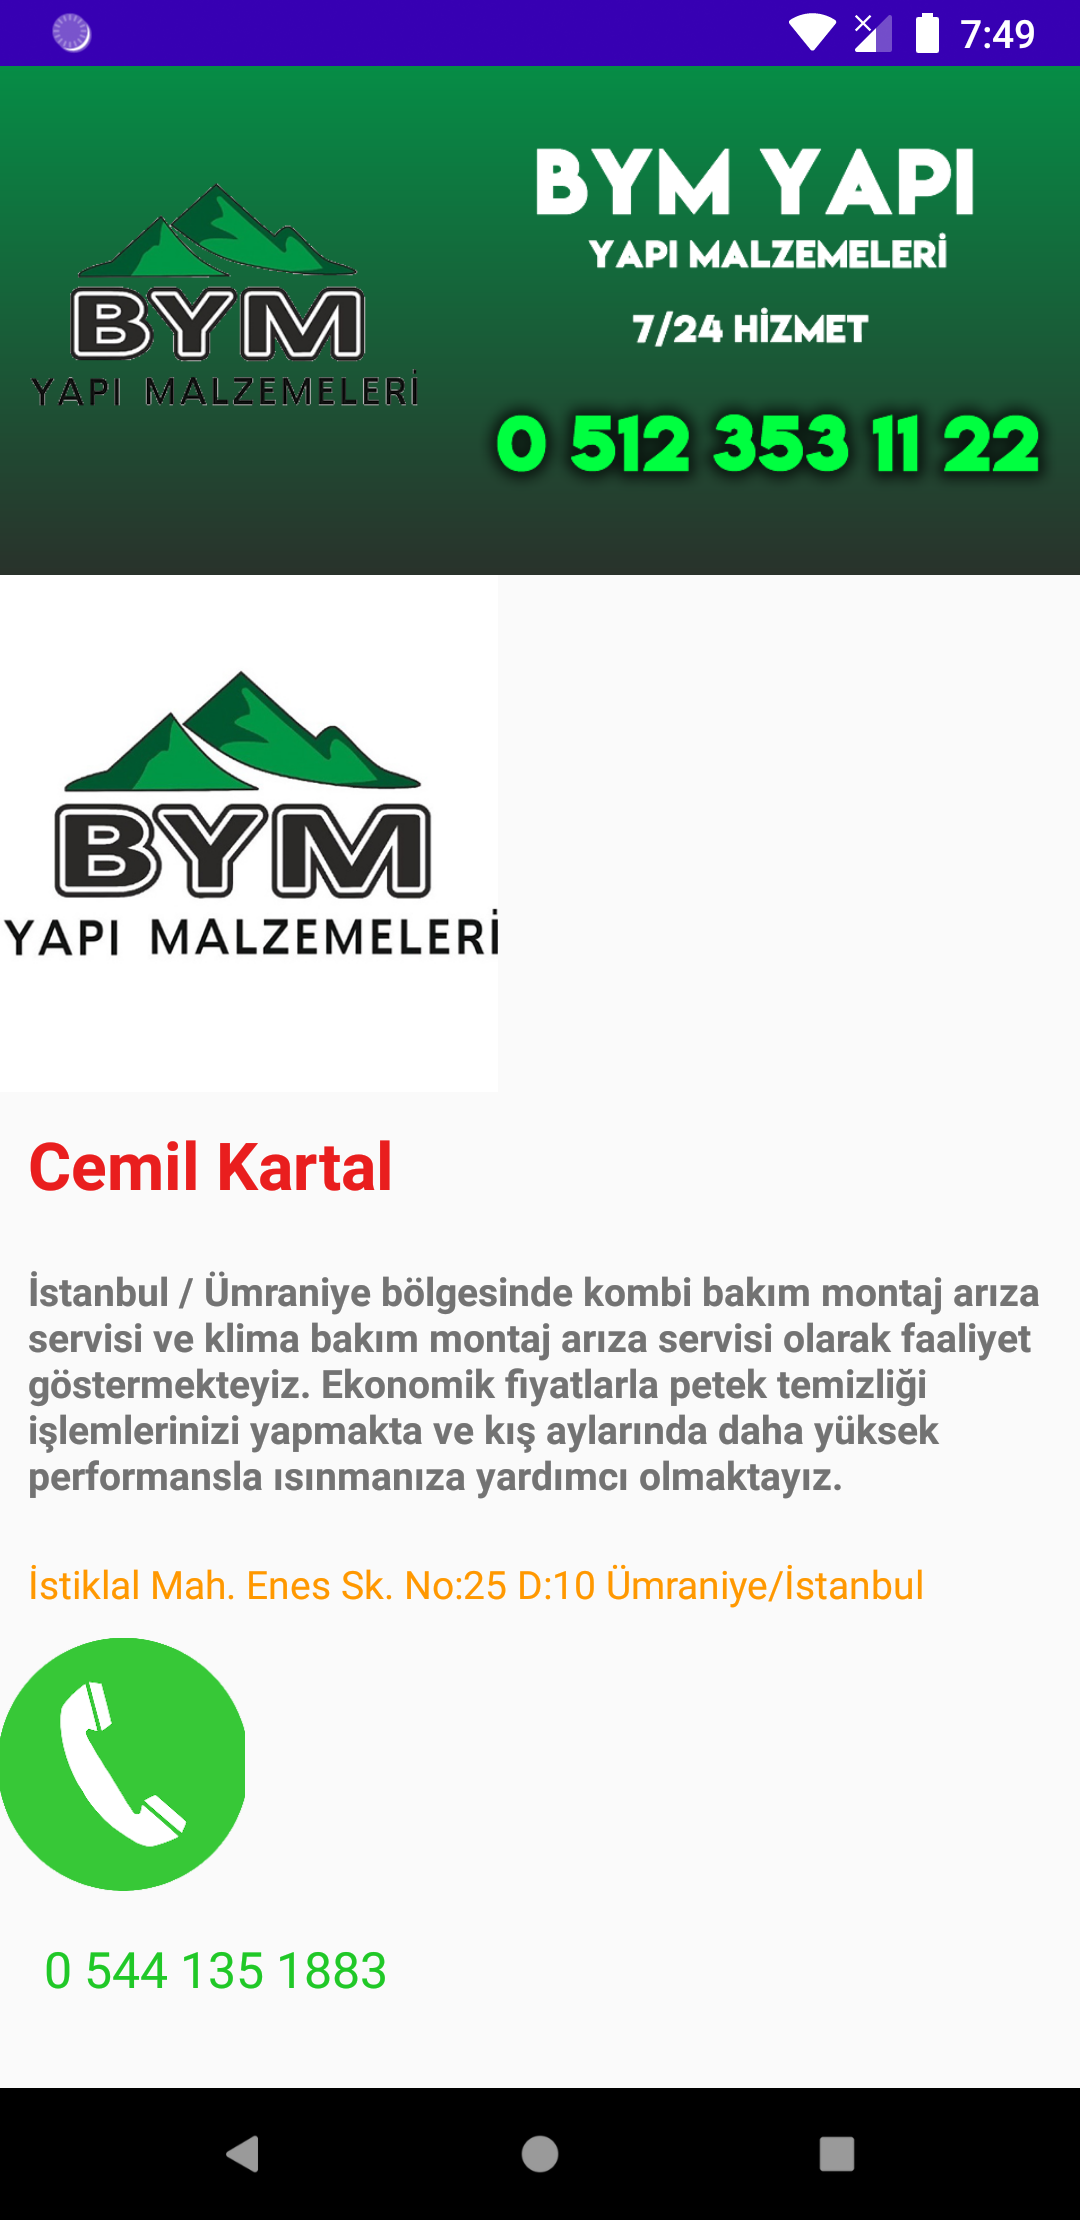 7:49
BYM YAPI
YAPI MALZEMELERİ
7/24 HİZMET
0 512 353 11 22
BYM
YAPI MALZEMELERİ
BYM
YAPI MALZEMELERİ
Cemil Kartal
İstanbul / Ümraniye bölgesinde kombi bakım montaj arıza
servisi ve klima bakım montaj arıza servisi olarak faaliyet
göstermekteyiz. Ekonomik fiyatlarla petek temizliği
işlemlerinizi yapmakta ve kış aylarında daha yüksek
performansla ısınmanıza yardımcı olmaktayız.
İstiklal Mah. Enes Sk. No:25 D:10 Ümraniye/İstanbul
0 544 135 1883